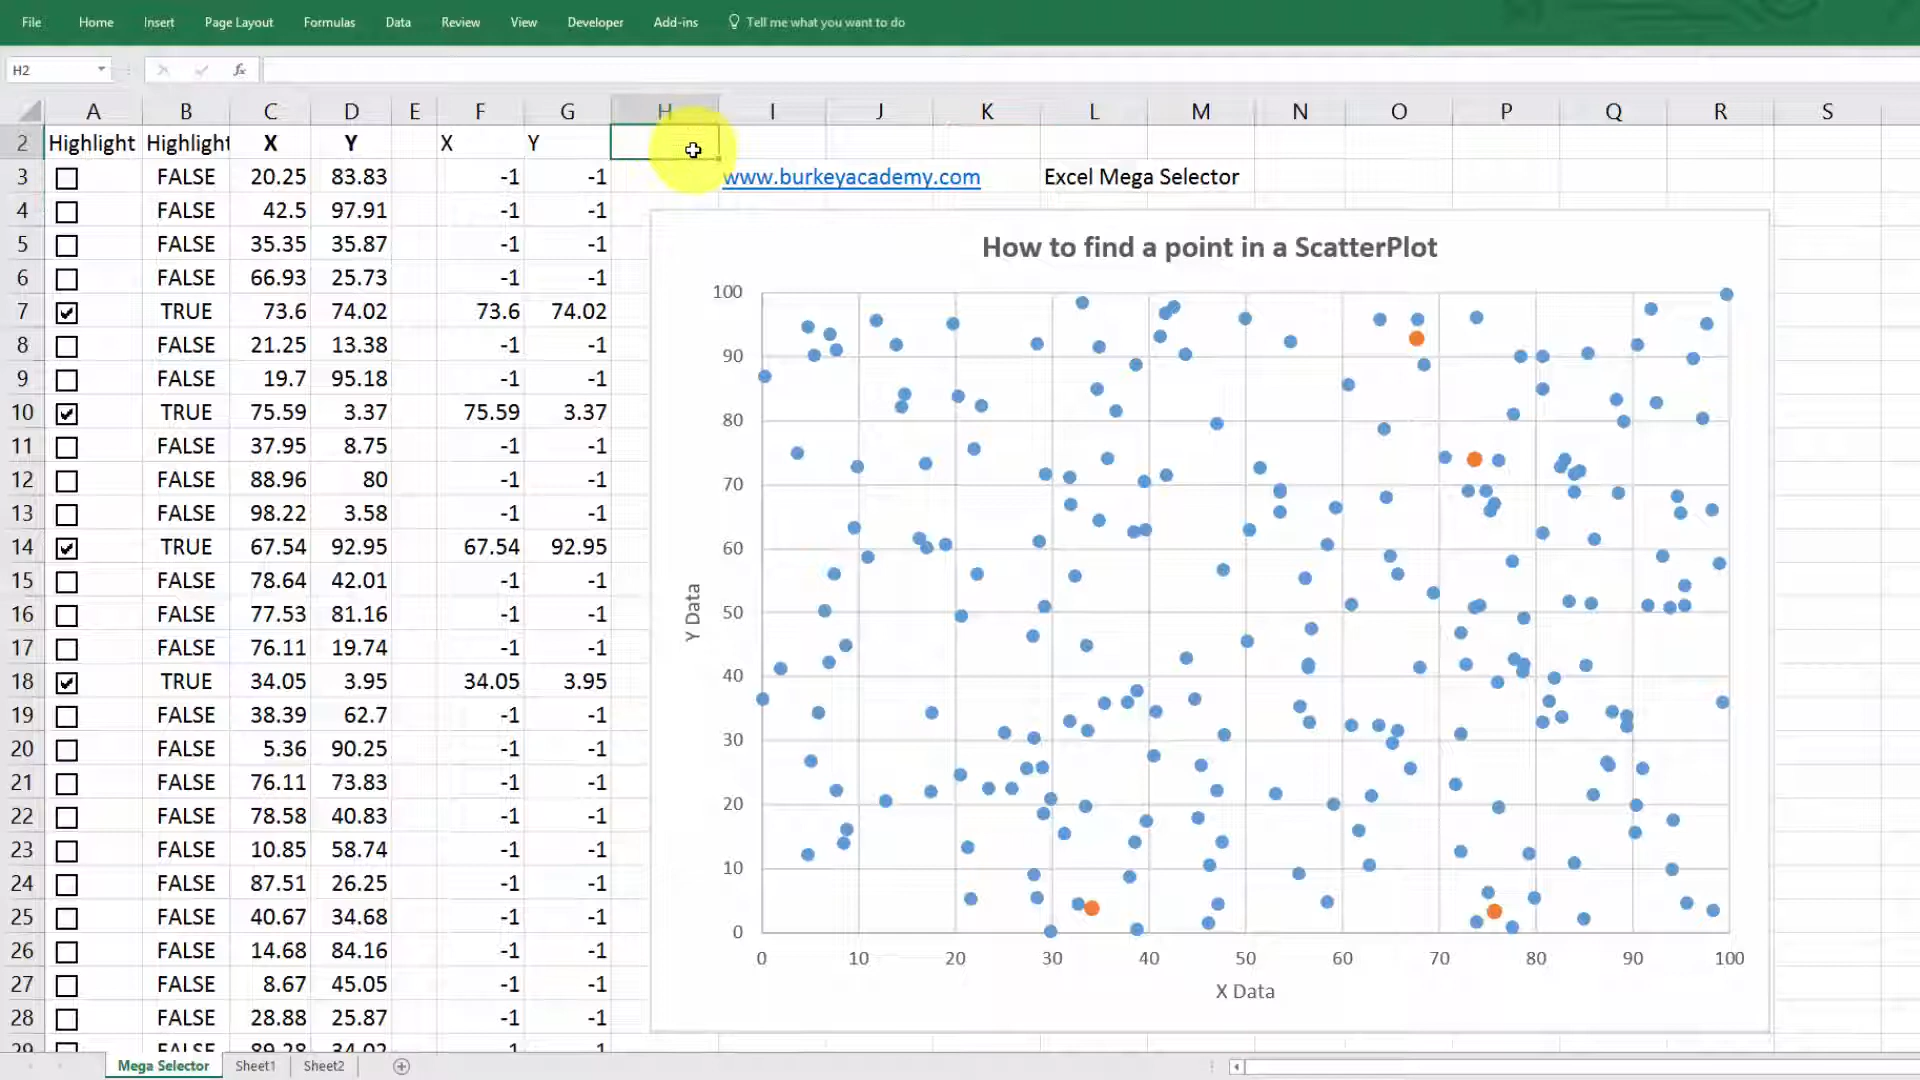 File Home Insert Page Layout Formulas Data Review View Developer Add-ins Tell me what you want to do
H2 fx
A B C D E F G H I J K L M N O P Q R S
2 Highlight Highlight X Y X Y
3 FALSE 20.25 83.83 -1 -1 www.burkeyacademy.com Excel Mega Selector
4 FALSE 42.5 97.91 -1 -1
5 FALSE 35.35 35.87 -1 -1
6 FALSE 66.93 25.73 -1 -1
7 TRUE 73.6 74.02 73.6 74.02
8 FALSE 21.25 13.38 -1 -1
9 FALSE 19.7 95.18 -1 -1
10 TRUE 75.59 3.37 75.59 3.37
11 FALSE 37.95 8.75 -1 -1
12 FALSE 88.96 80 -1 -1
13 FALSE 98.22 3.58 -1 -1
14 TRUE 67.54 92.95 67.54 92.95
15 FALSE 78.64 42.01 -1 -1
16 FALSE 77.53 81.16 -1 -1
17 FALSE 76.11 19.74 -1 -1
18 TRUE 34.05 3.95 34.05 3.95
19 FALSE 38.39 62.7 -1 -1
20 FALSE 5.36 90.25 -1 -1
21 FALSE 76.11 73.83 -1 -1
22 FALSE 78.58 40.83 -1 -1
23 FALSE 10.85 58.74 -1 -1
24 FALSE 87.51 26.25 -1 -1
25 FALSE 40.67 34.68 -1 -1
26 FALSE 14.68 84.16 -1 -1
27 FALSE 8.67 45.05 -1 -1
28 FALSE 28.88 25.87 -1 -1
29 FALSE 89.28 34.02 -1 -1
How to find a point in a ScatterPlot
100
90
80
70
60
50
40
30
20
10
0
Y Data
0 10 20 30 40 50 60 70 80 90 100
X Data
Mega Selector Sheet1 Sheet2